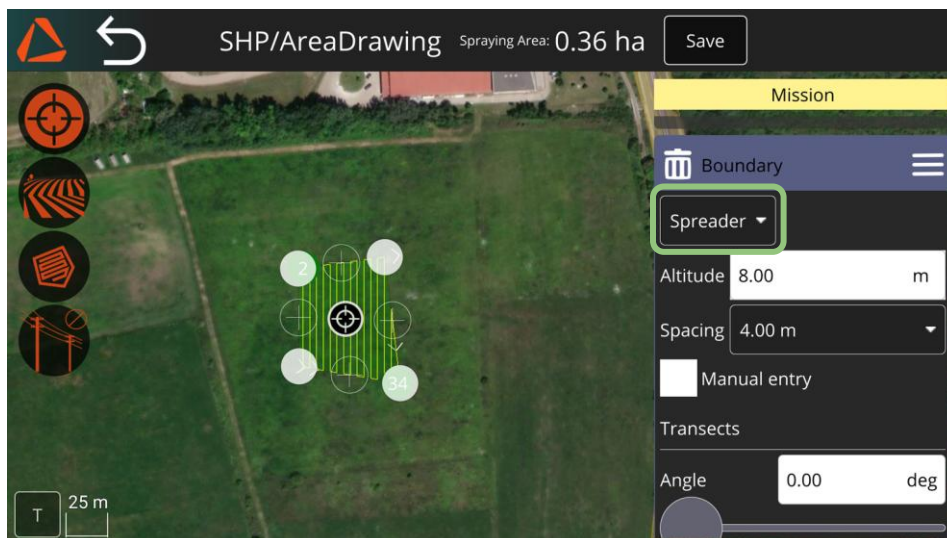 SHP/AreaDrawing Spraying Area: 0.36 ha Save
Mission
Boundary
Spreader
Altitude 8.00 m
Spacing 4.00 m
Manual entry
Transects
Angle 0.00 deg
2
34
T 25 m